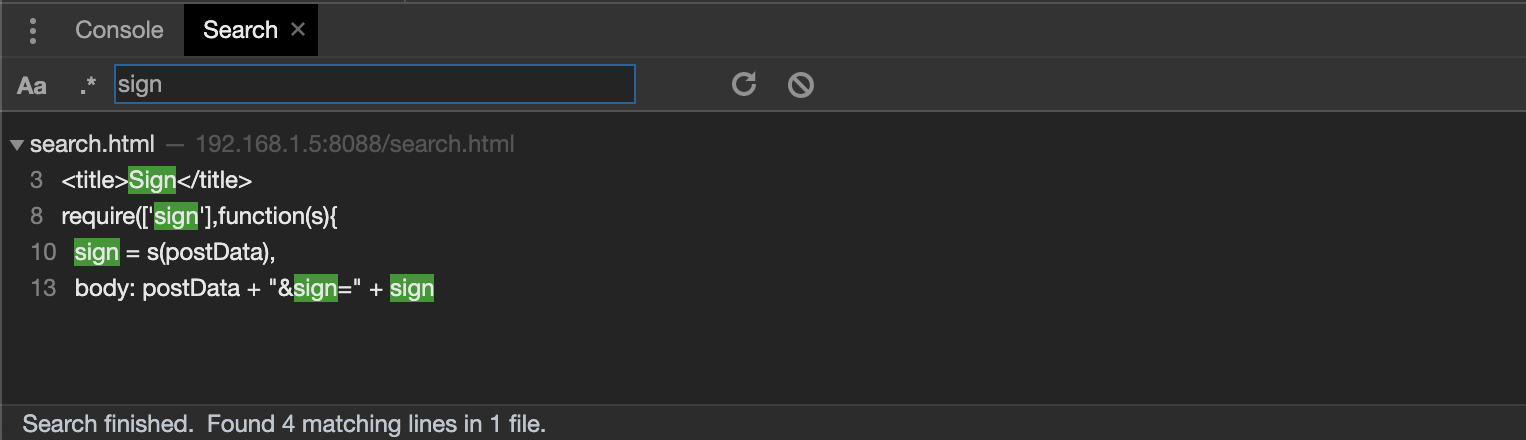 Console Search ×
Aa .* sign
search.html — 192.168.1.5:8088/search.html
3 <title>Sign</title>
8 require(['sign'],function(s){
10 sign = s(postData),
13 body: postData + "&sign=" + sign
Search finished. Found 4 matching lines in 1 file.